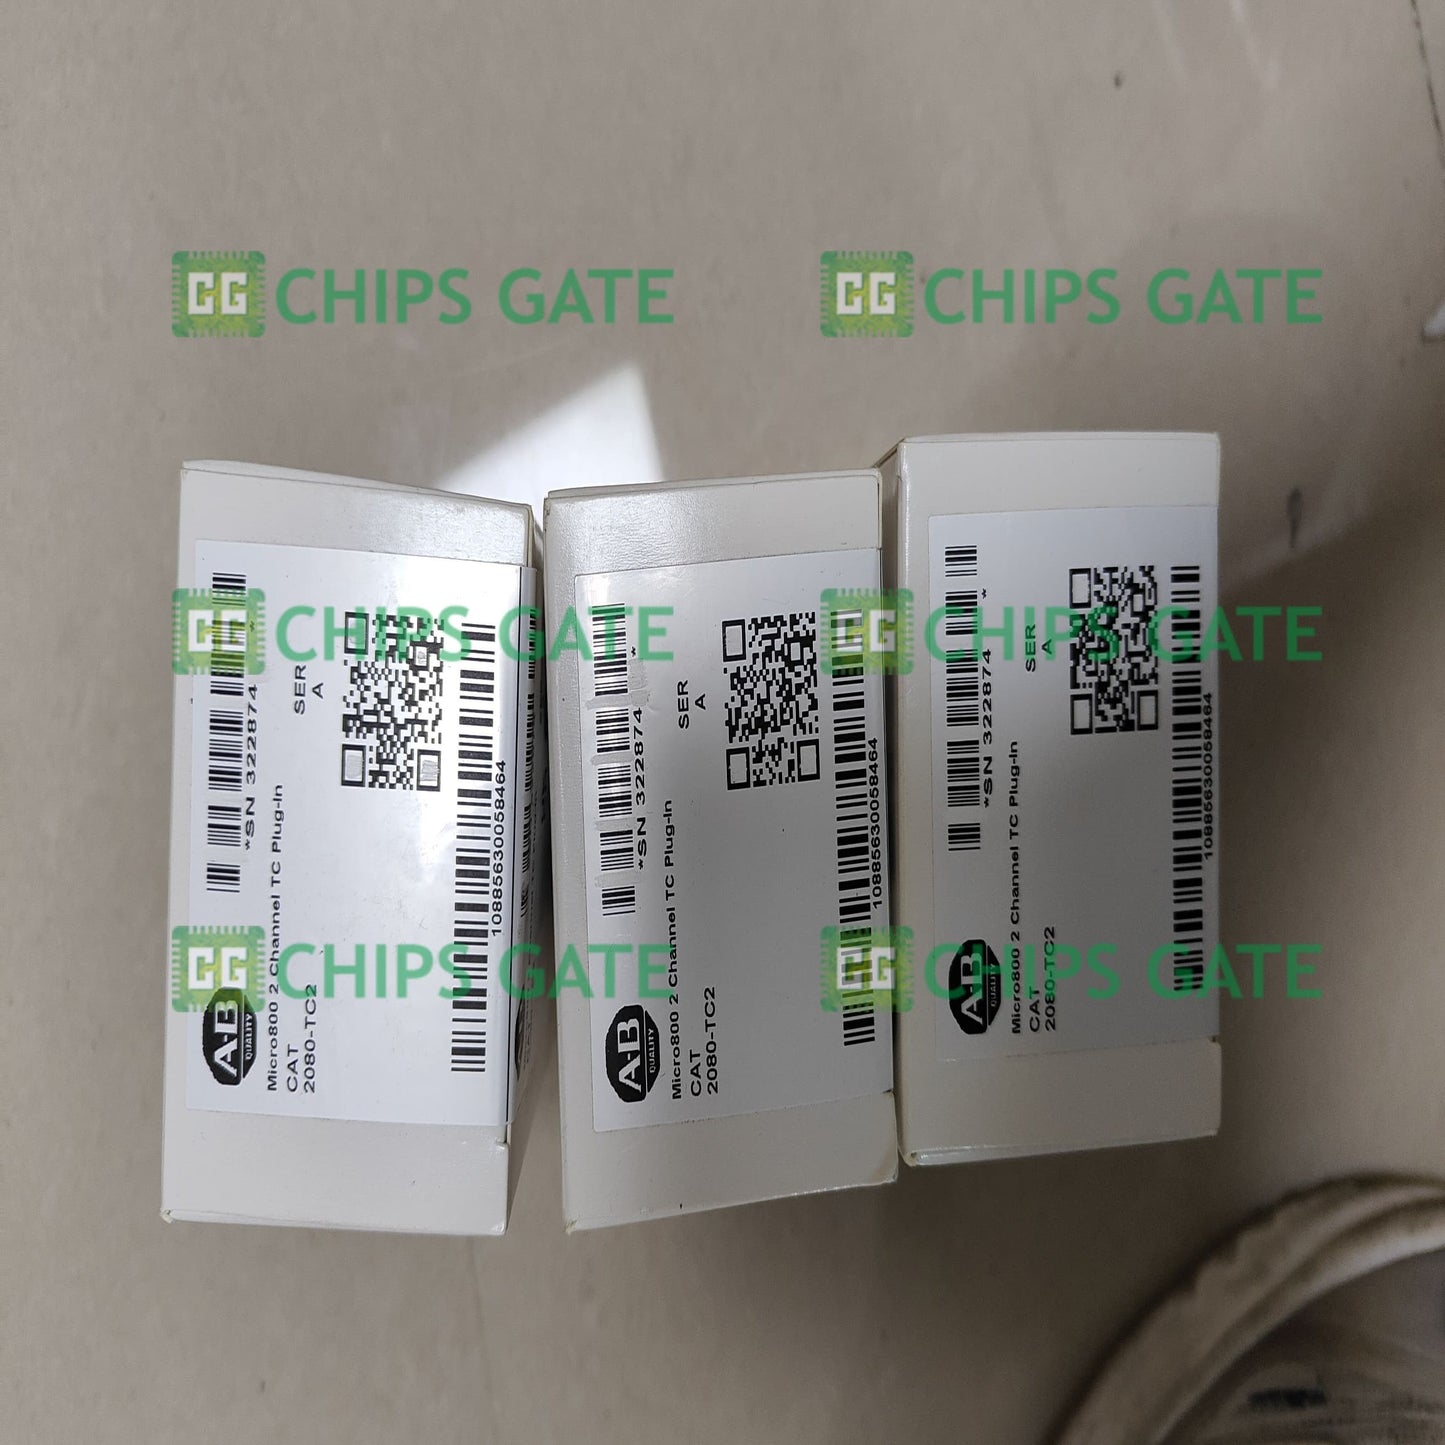 CG CHIPS GATE
CG CHIPS GATE
CG CHIPS GATE
CG CHIPS GATE
CG CHIPS GATE
CG CHIPS GATE
*SN 322874 *
SER
A
A-B
QUALITY
Micro800 2 Channel TC Plug-In
CAT
2080-TC2
10885630058464
*SN 322874 *
SER
A
A-B
QUALITY
Micro800 2 Channel TC Plug-In
CAT
2080-TC2
10885630058464
*SN 322874 *
SER
A
A-B
QUALITY
Micro800 2 Channel TC Plug-In
CAT
2080-TC2
10885630058464